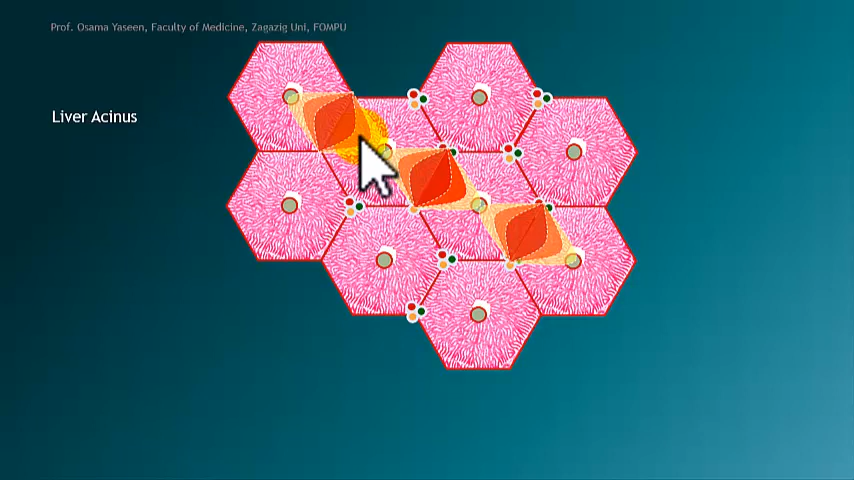 Prof. Osama Yaseen, Faculty of Medicine, Zagazig Uni, FOMPU
Liver Acinus